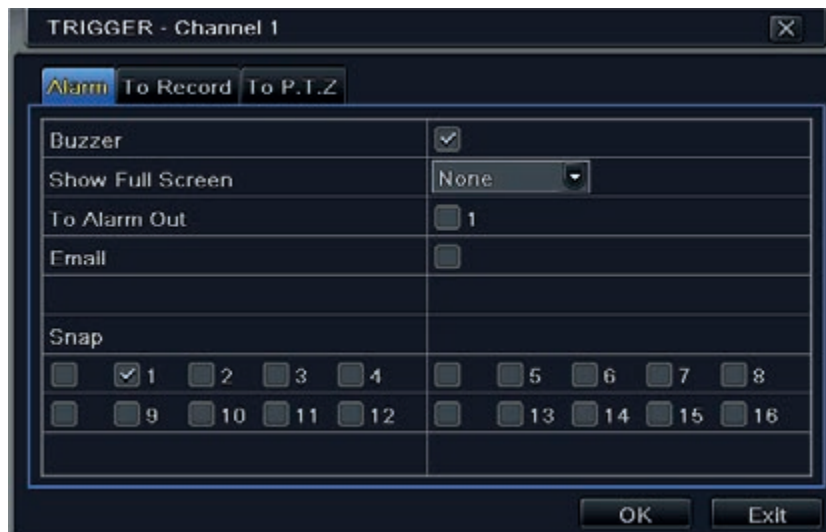 TRIGGER - Channel 1
Alarm To Record To P.T.Z
Buzzer
Show Full Screen None
To Alarm Out 1
Email
Snap
1 2 3 4 5 6 7 8
9 10 11 12 13 14 15 16
OK Exit